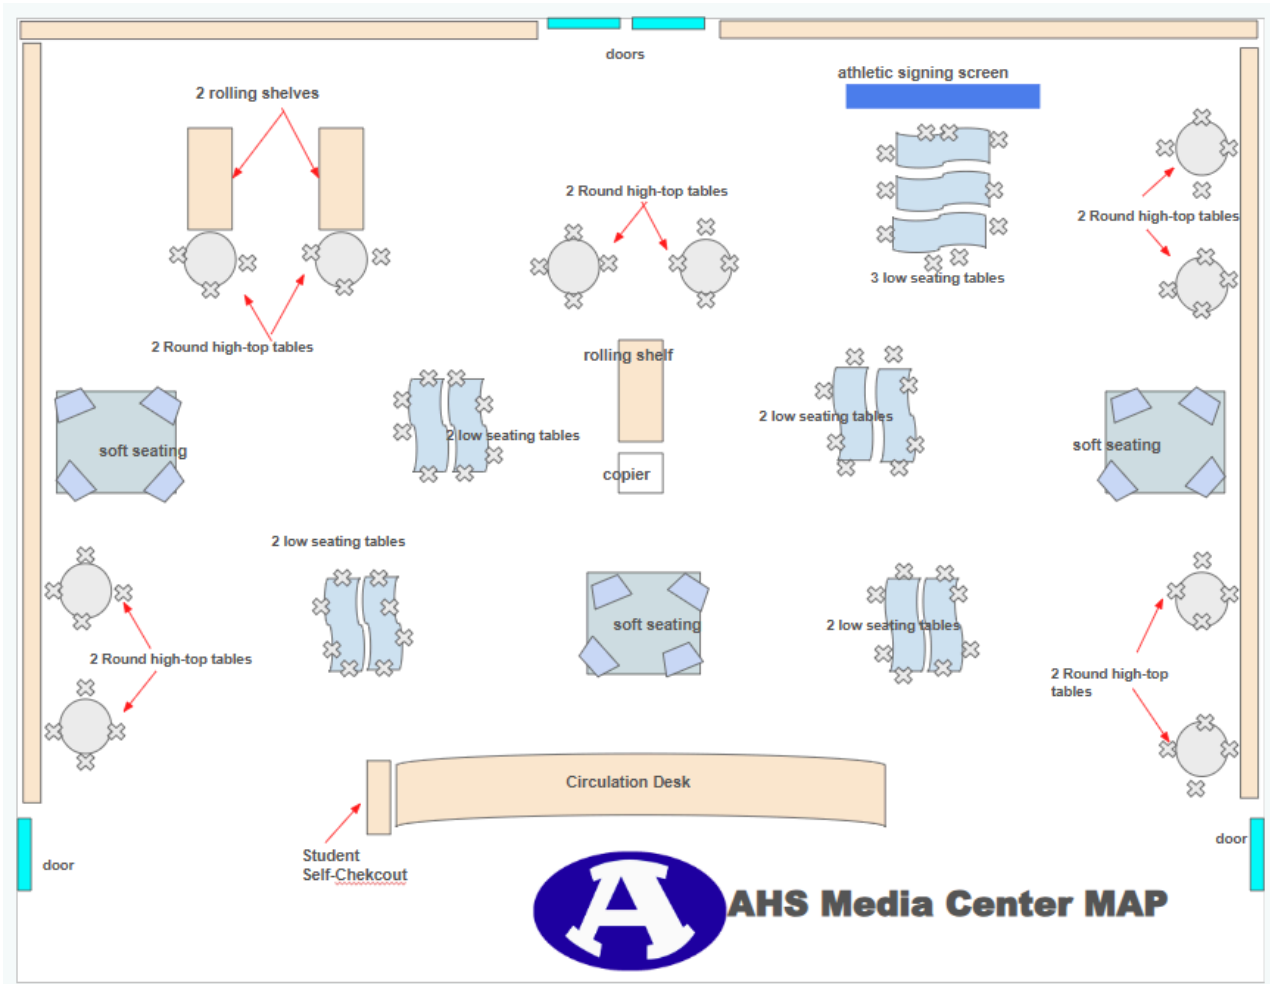 doors
athletic signing screen
2 rolling shelves
2 Round high-top tables
2 Round high-top tables
3 low seating tables
2 Round high-top tables
rolling shelf
2 low seating tables
2 low seating tables
soft seating
soft seating
copier
2 low seating tables
soft seating
2 low seating tables
2 Round high-top tables
2 Round high-top
tables
Circulation Desk
door
Student
Self-Chekcout
door
A
AHS Media Center MAP